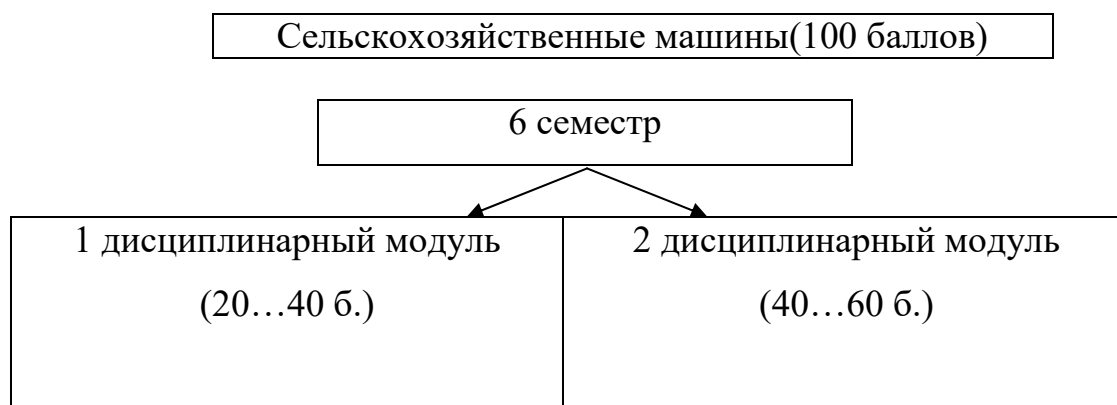 Сельскохозяйственные машины(100 баллов)
6 семестр
1 дисциплинарный модуль
(20…40 б.)
2 дисциплинарный модуль
(40…60 б.)